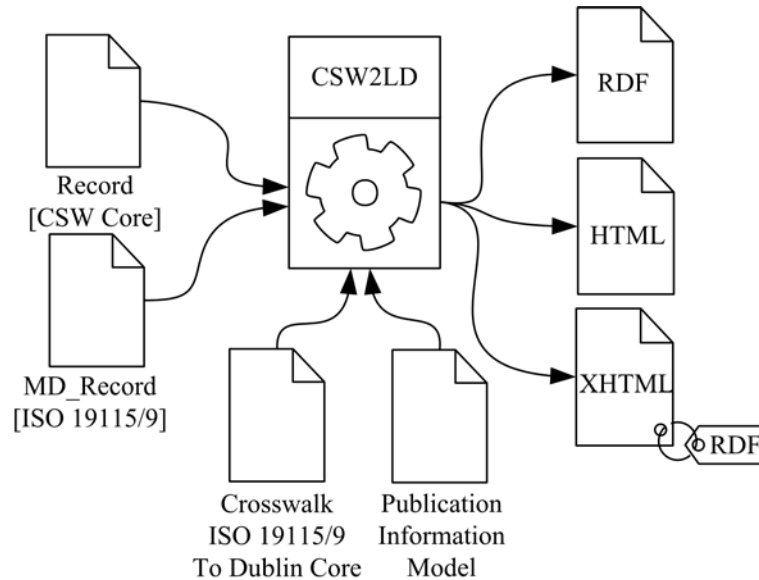 CSW2LD
RDF
Record
[CSW Core]
HTML
MD_Record
[ISO 19115/9]
XHTML
RDF
Crosswalk
ISO 19115/9
To Dublin Core
Publication
Information
Model